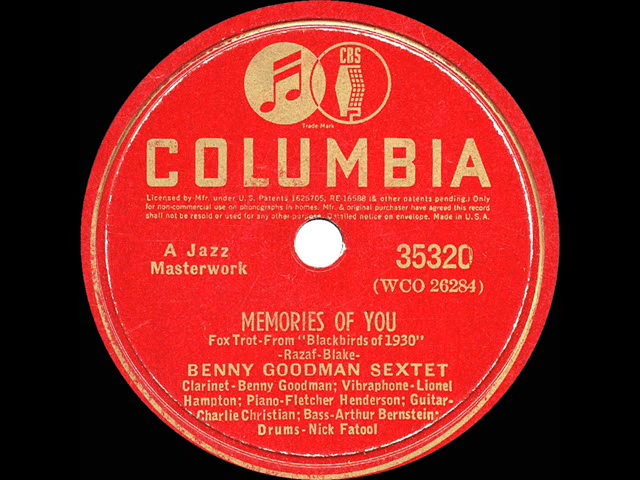 CBS
Trade Mark
COLUMBIA
Licensed by Mfr. under U.S. Patents 1625705, RE-16588 (& other patents pending.) Only
for non-commercial use on phonographs in homes. Mfr. & original purchaser have agreed this record
shall not be resold or used for any other purpose. Detailed notice on envelope. Made in U.S.A.
A Jazz
Masterwork
35320
(WCO 26284)
MEMORIES OF YOU
Fox Trot-From "Blackbirds of 1930"
-Razaf-Blake-
BENNY GOODMAN SEXTET
Clarinet-Benny Goodman; Vibraphone-Lionel
Hampton; Piano-Fletcher Henderson; Guitar-
Charlie Christian; Bass-Arthur Bernstein;
Drums-Nick Fatool